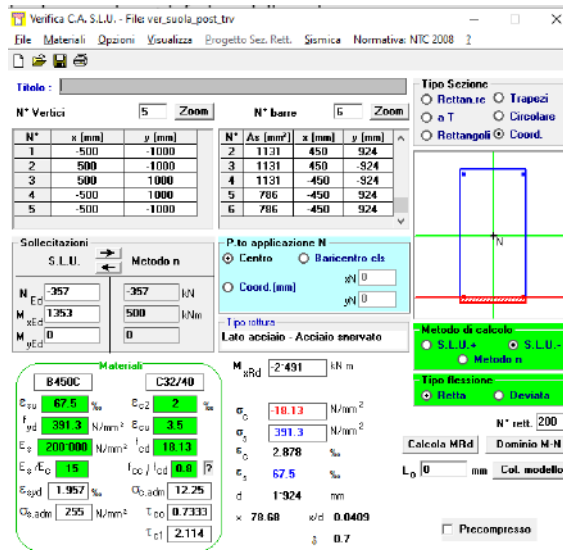 Verifica C.A. S.L.U. - File: ver_suola_post_trv
File Materiali Opzioni Visualizza Progetto Sez. Rett. Sismica Normativa: NTC 2008 ?
Titolo :
N* Vertici 5 Zoom N* barre 6 Zoom
N* x [mm] y [mm]
1 -500 -1000
2 500 -1000
3 500 1000
4 -500 1000
5 -500 -1000
N* As [mm²] x [mm] y [mm]
2 1131 450 924
3 1131 450 -924
4 1131 -450 -924
5 786 -450 924
6 786 -450 924
Tipo Sezione
Rettan.re Trapezi
a T Circolare
Rettangoli Coord.
N
Sollecitazioni
S.L.U. Metodo n
N Ed -357 -357 kN
M xEd 1353 500 kNm
M yEd 0 0
P.to applicazione N
Centro Baricentro cls
Coord.[mm] xN 0
yN 0
Tipo rottura
Lato acciaio - Acciaio snervato
Metodo di calcolo
S.L.U.+ S.L.U.-
Metodo n
Tipo flessione
Retta Deviata
N* rett. 200
Calcola MRd Dominio M-N
L₀ 0 mm Col. modello
Precompresso
Materiali
B450C C32/40
εsu 67.5 ‰ εc2 2 ‰
fyd 391.3 N/mm² εcu 3.5
Es 200'000 N/mm² fcd 18.13
Es/Ec 15 fcc / fcd 0.8 ?
εsyd 1.957 ‰ σc,adm 12.25
σs,adm 255 N/mm² τco 0.7333
τc1 2.114
M xRd -2'491 kN m
σc -18.13 N/mm²
σs 391.3 N/mm²
εc 2.878 ‰
εs 67.5 ‰
d 1'924 mm
x 78.68 x/d 0.0409
δ 0.7